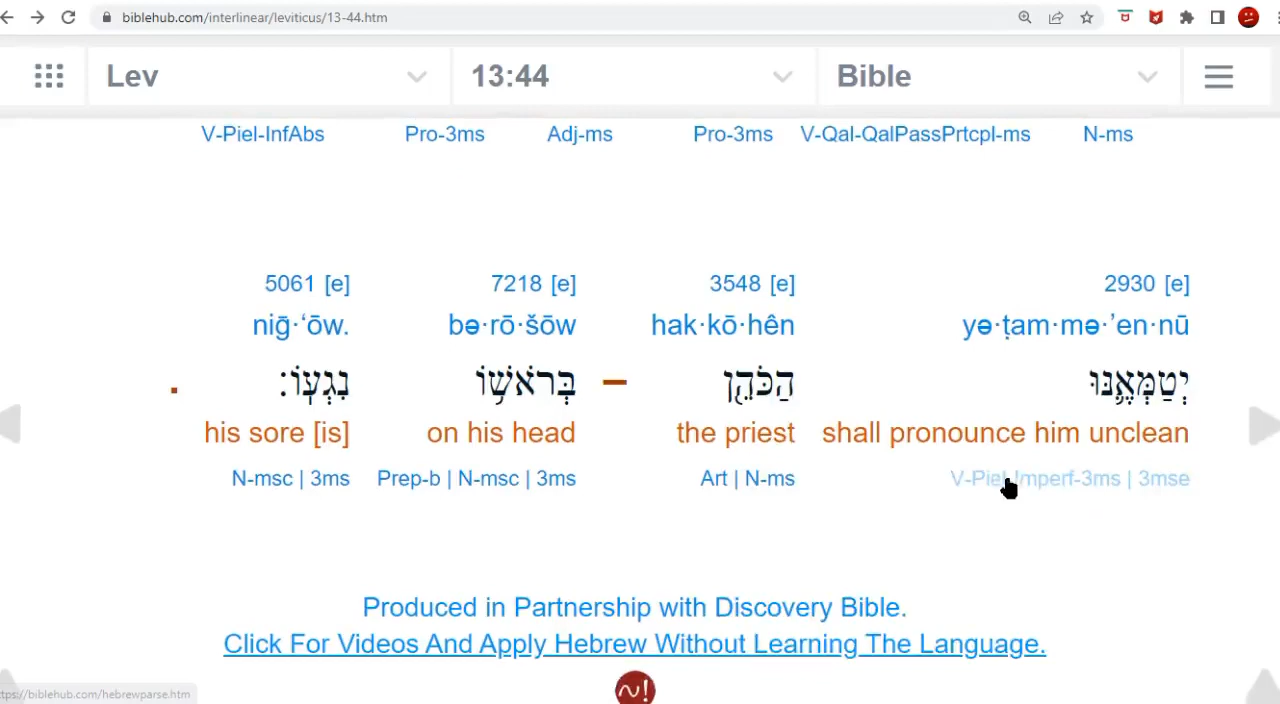 biblehub.com/interlinear/leviticus/13-44.htm
Lev 13:44 Bible
V-Piel-InfAbs Pro-3ms Adj-ms Pro-3ms V-Qal-QalPassPrtcpl-ms N-ms
5061 [e] 7218 [e] 3548 [e] 2930 [e]
niḡ·‘ōw. bə·rō·šōw hak·kō·hên yə·ṭam·mə·’en·nū
יְטַמְּאֶ֥נּוּ הַכֹּהֵ֖ן – בְּרֹאשׁ֥וֹ נִגְעֽוֹ׃ .
his sore [is] on his head the priest shall pronounce him unclean
N-msc | 3ms Prep-b | N-msc | 3ms Art | N-ms V-Piel-Imperf-3ms | 3mse
Produced in Partnership with Discovery Bible.
Click For Videos And Apply Hebrew Without Learning The Language.
ttps://biblehub.com/hebrewparse.htm